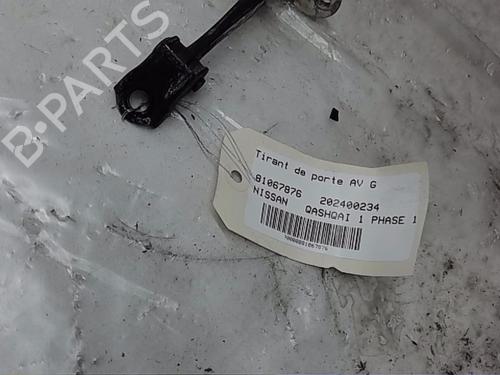 B-PARTS
Tirant de porte AV G
81067876 202400234
NISSAN QASHQAI 1 PHASE 1